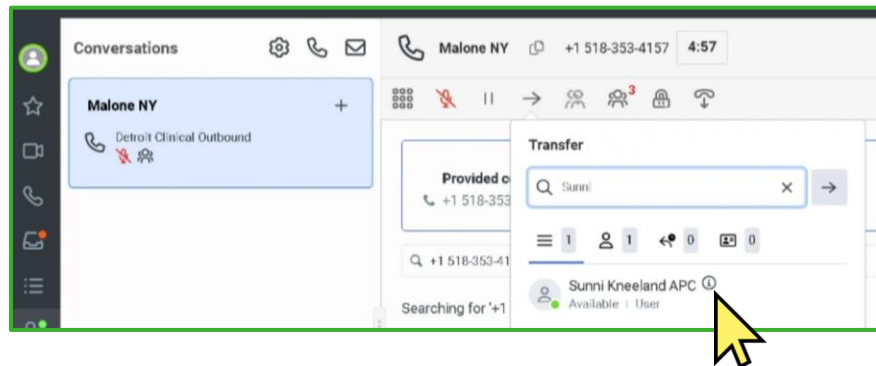 Conversations
Malone NY +1 518-353-4157 4:57
Malone NY
Detroit Clinical Outbound
3
Transfer
Provided c
+1 518-353
Sunni
1 1 0 0
+1 518-353-41
Searching for '+1
Sunni Kneeland APC
Available | User